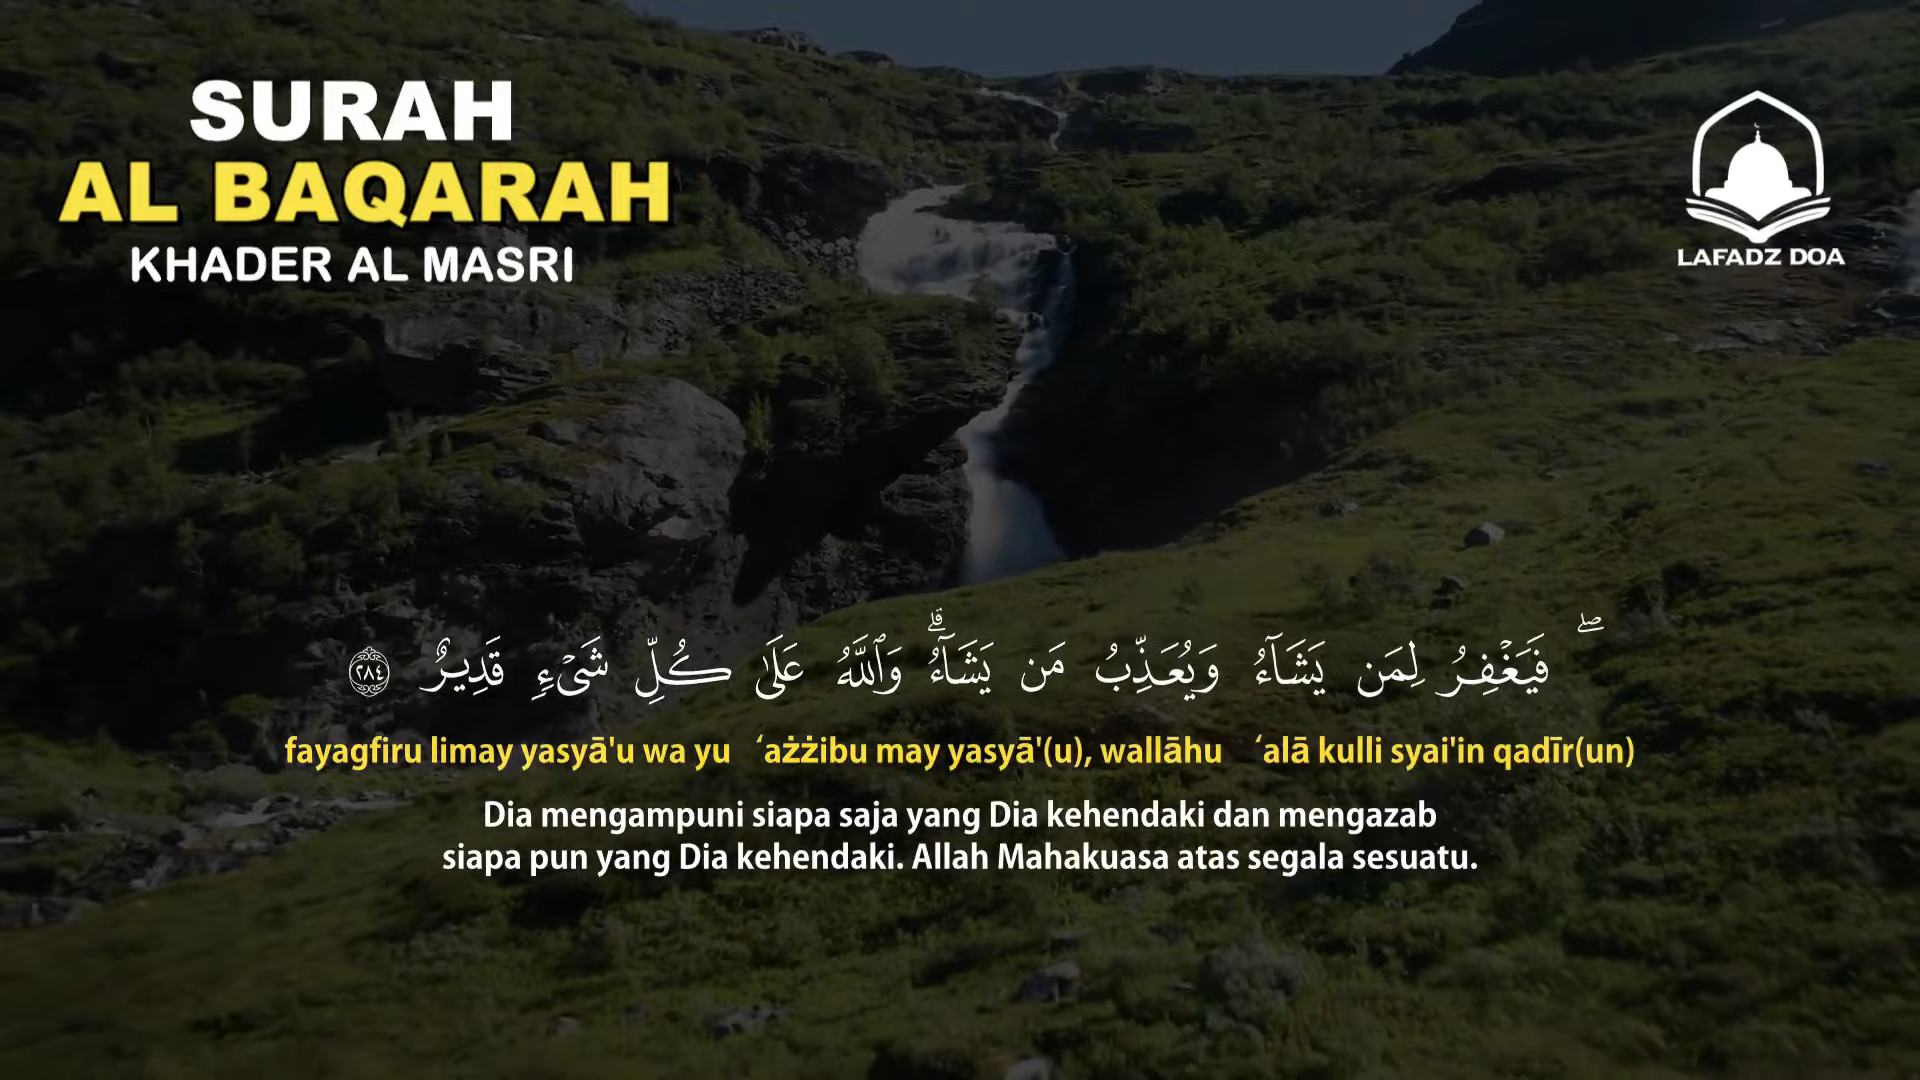 SURAH
AL BAQARAH
KHADER AL MASRI
LAFADZ DOA
ۖ فَيَغْفِرُ لِمَن يَشَآءُ وَيُعَذِّبُ مَن يَشَآءُ ۗ وَٱللَّهُ عَلَىٰ كُلِّ شَىْءٍ قَدِيرٌ ٢٨٤
fayagfiru limay yasyā'u wa yu ‘ażżibu may yasyā'(u), wallāhu ‘alā kulli syai'in qadīr(un)
Dia mengampuni siapa saja yang Dia kehendaki dan mengazab
siapa pun yang Dia kehendaki. Allah Mahakuasa atas segala sesuatu.